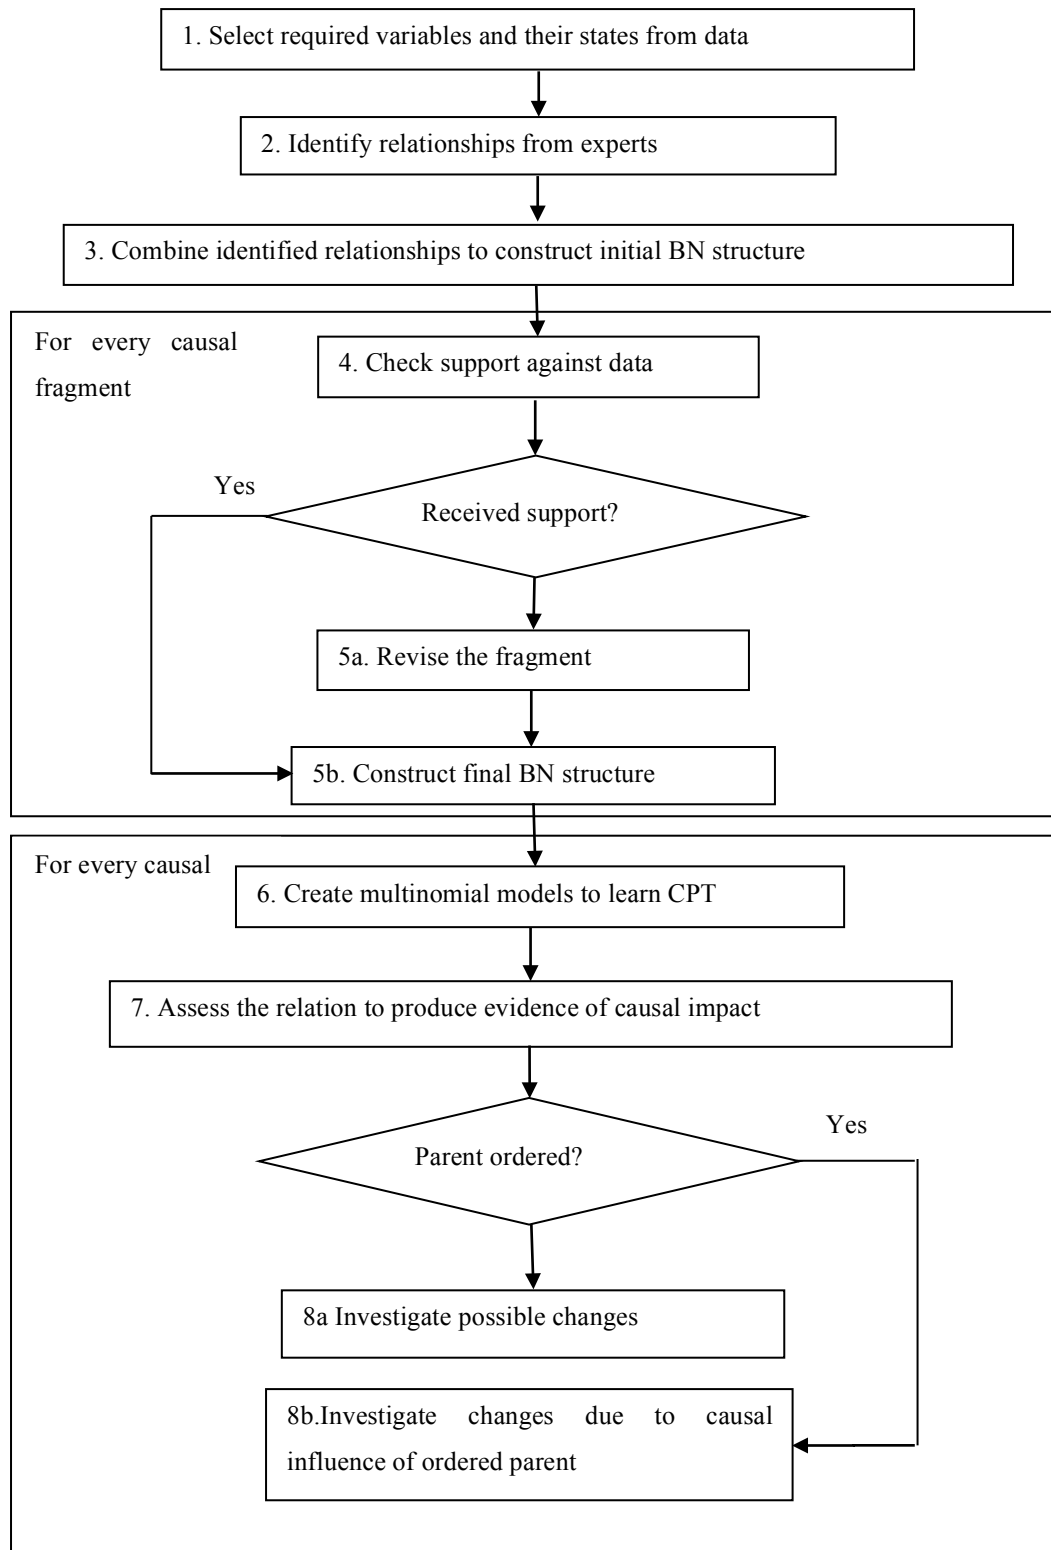 1. Select required variables and their states from data
2. Identify relationships from experts
3. Combine identified relationships to construct initial BN structure
For every causal
fragment
4. Check support against data
Yes
Received support?
5a. Revise the fragment
5b. Construct final BN structure
For every causal
6. Create multinomial models to learn CPT
7. Assess the relation to produce evidence of causal impact
Yes
Parent ordered?
8a Investigate possible changes
8b.Investigate changes due to causal
influence of ordered parent